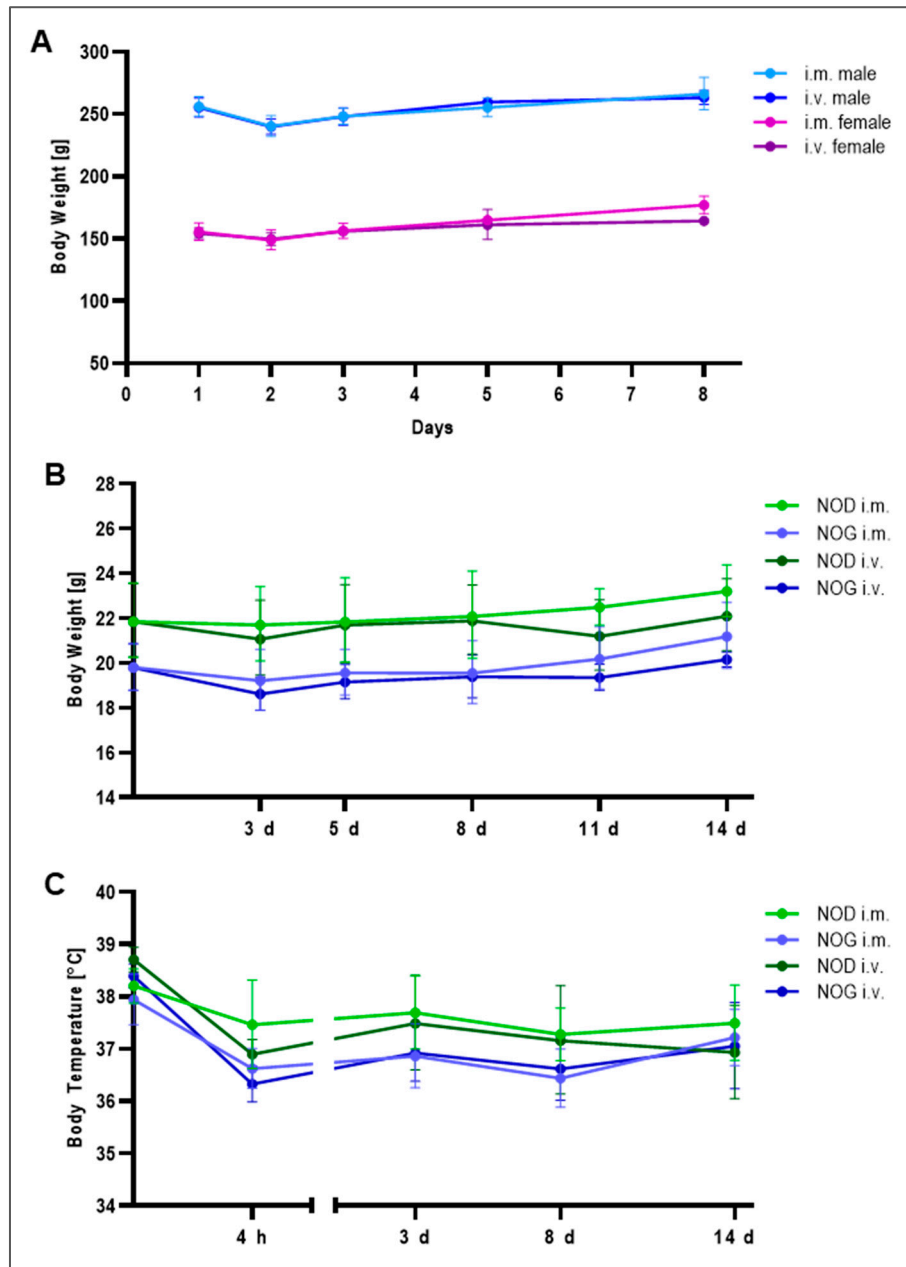 A
300
250
200
150
100
50
Body Weight [g]
0 1 2 3 4 5 6 7 8
Days
i.m. male
i.v. male
i.m. female
i.v. female
B
28
26
24
22
20
18
16
14
Body Weight [g]
3 d 5 d 8 d 11 d 14 d
NOD i.m.
NOG i.m.
NOD i.v.
NOG i.v.
C
40
39
38
37
36
35
34
Body Temperature [°C]
4 h 3 d 8 d 14 d
NOD i.m.
NOG i.m.
NOD i.v.
NOG i.v.